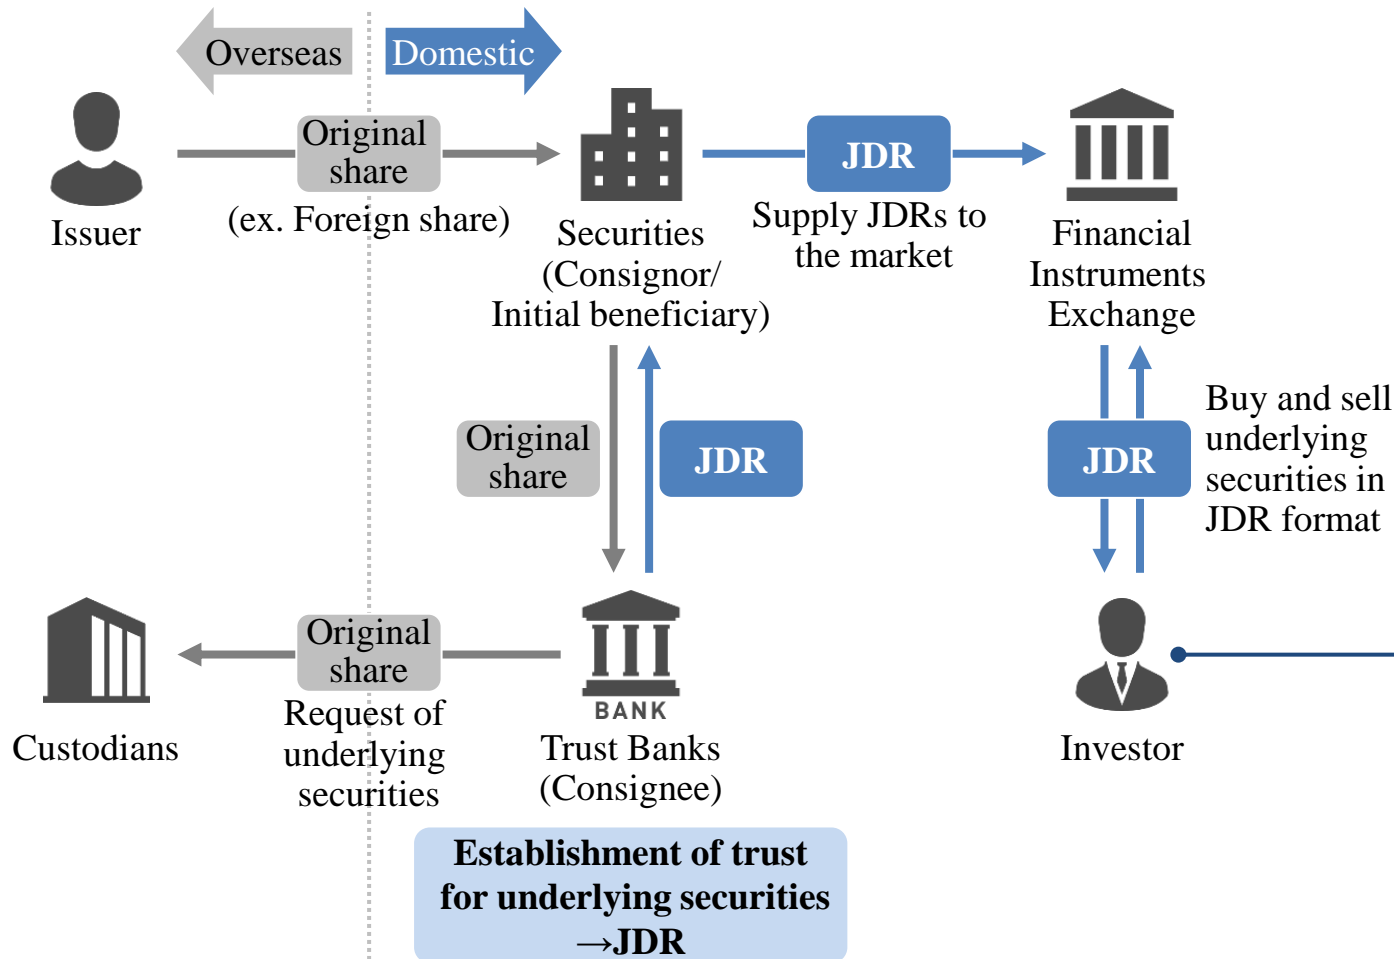 Overseas
Domestic
Original
share
(ex. Foreign share)
Issuer
JDR
Supply JDRs to
the market
Securities
(Consignor/
Initial beneficiary)
Financial
Instruments
Exchange
Original
share
JDR
JDR
Buy and sell
underlying
securities in
JDR format
Original
share
Request of
underlying
securities
Custodians
BANK
Trust Banks
(Consignee)
Investor
Establishment of trust
for underlying securities
→JDR